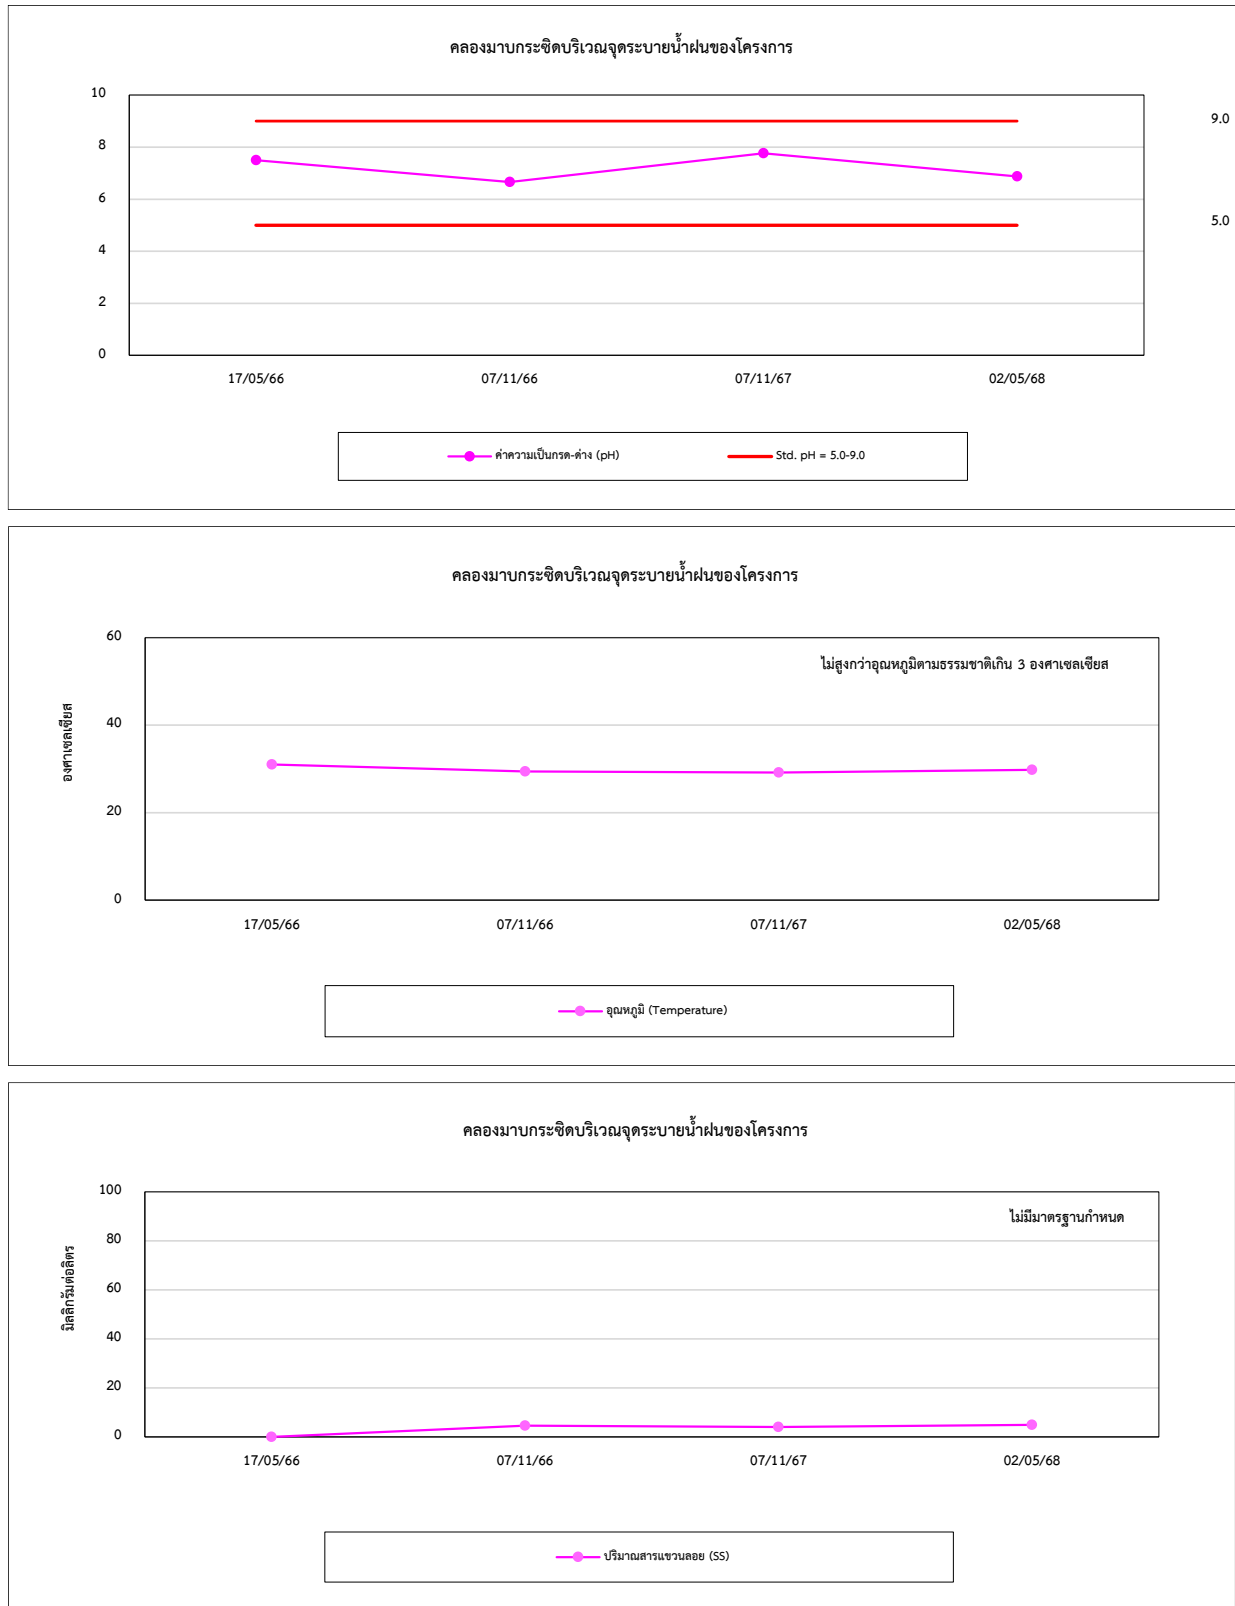 คลองมาบกระซิดบริเวณจุดระบายน้ำฝนของโครงการ
10
8
6
4
2
0
9.0
5.0
17/05/66 07/11/66 07/11/67 02/05/68
ค่าความเป็นกรด-ด่าง (pH) Std. pH = 5.0-9.0
คลองมาบกระซิดบริเวณจุดระบายน้ำฝนของโครงการ
ไม่สูงกว่าอุณหภูมิตามธรรมชาติเกิน 3 องศาเซลเซียส
องศาเซลเซียส
60
40
20
0
17/05/66 07/11/66 07/11/67 02/05/68
อุณหภูมิ (Temperature)
คลองมาบกระซิดบริเวณจุดระบายน้ำฝนของโครงการ
ไม่มีมาตรฐานกำหนด
มิลลิกรัมต่อลิตร
100
80
60
40
20
0
17/05/66 07/11/66 07/11/67 02/05/68
ปริมาณสารแขวนลอย (SS)